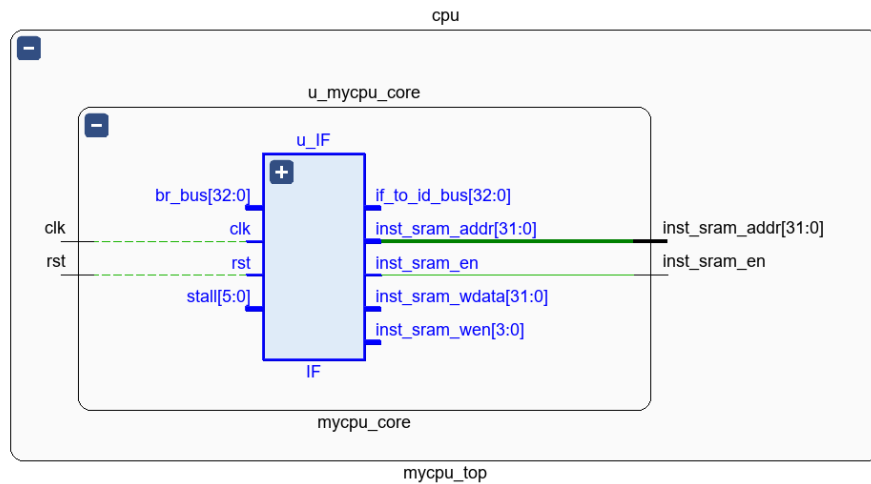 cpu
u_mycpu_core
u_IF
br_bus[32:0]
if_to_id_bus[32:0]
clk
clk
inst_sram_addr[31:0]
inst_sram_addr[31:0]
rst
rst
inst_sram_en
inst_sram_en
stall[5:0]
inst_sram_wdata[31:0]
inst_sram_wen[3:0]
IF
mycpu_core
mycpu_top